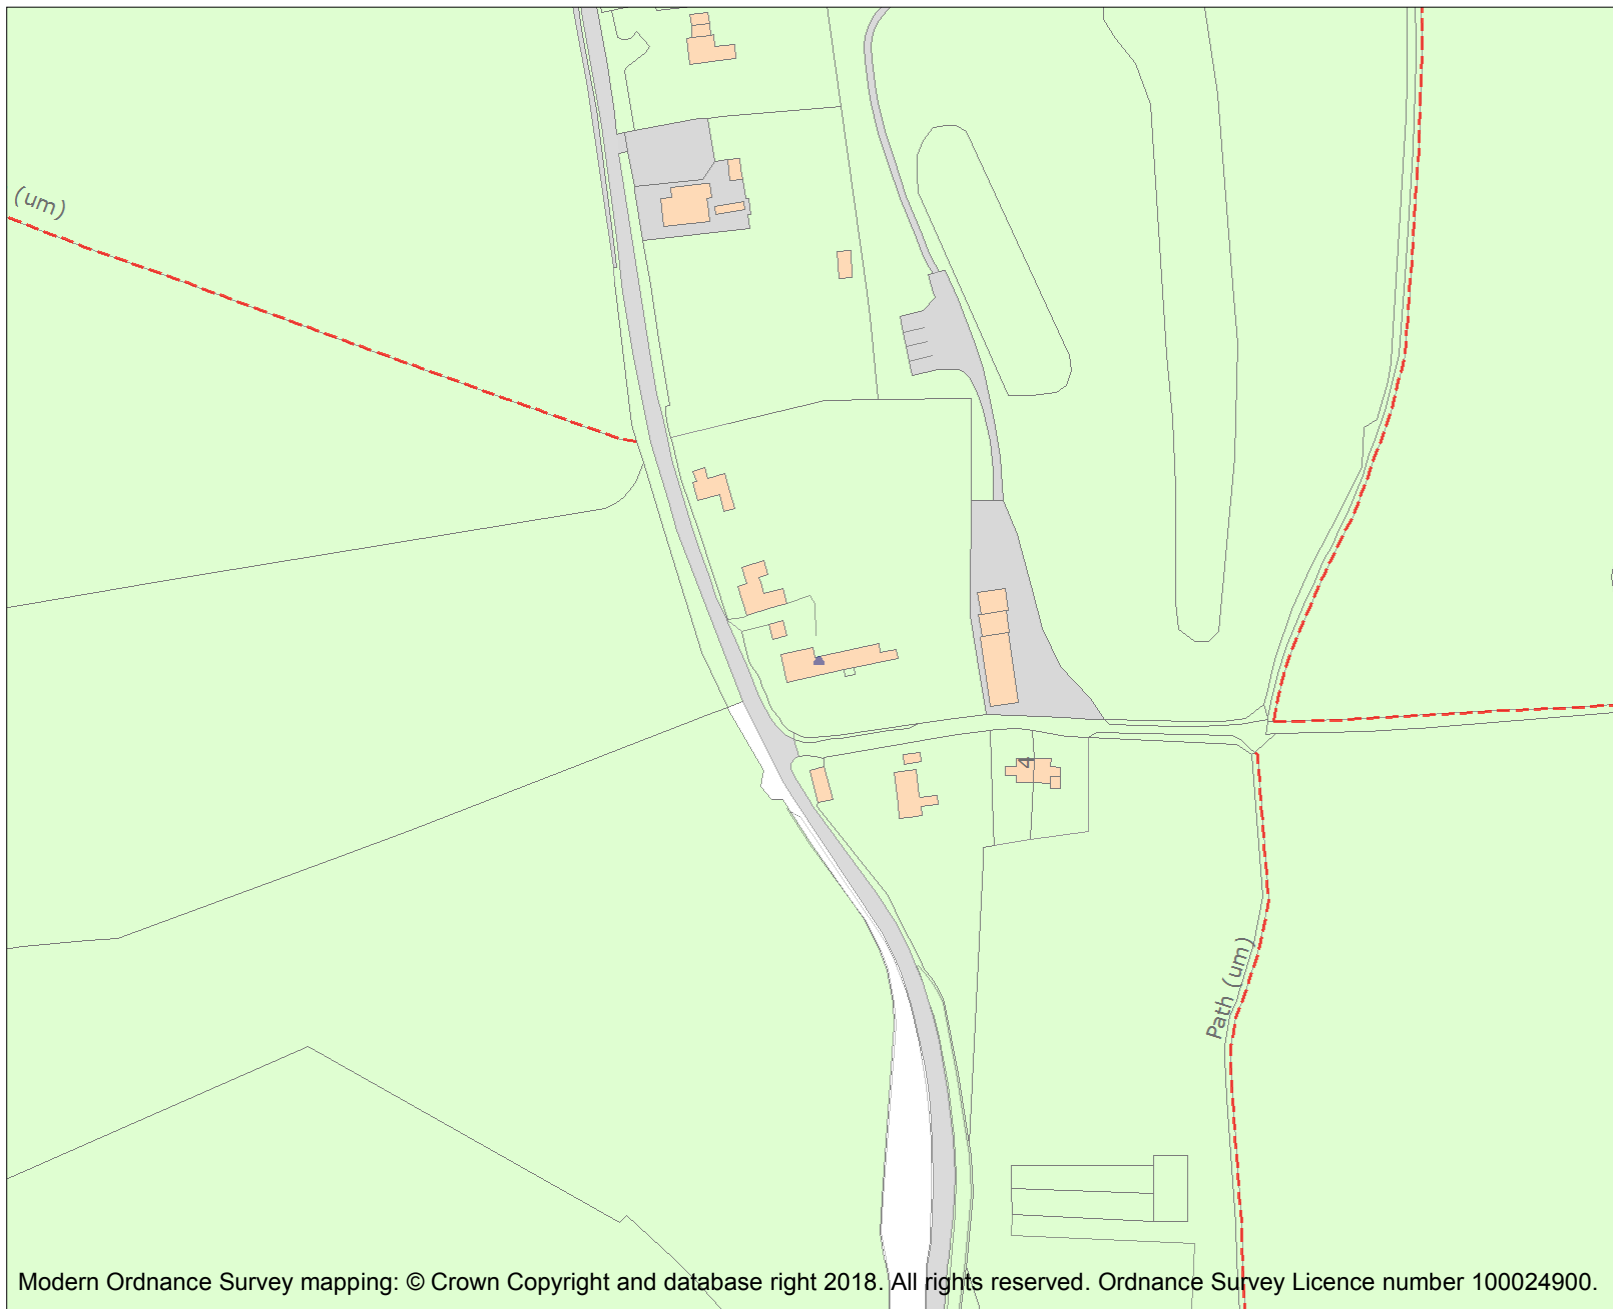 (um)
4
Path (um)
Modern Ordnance Survey mapping: © Crown Copyright and database right 2018. All rights reserved. Ordnance Survey Licence number 100024900.